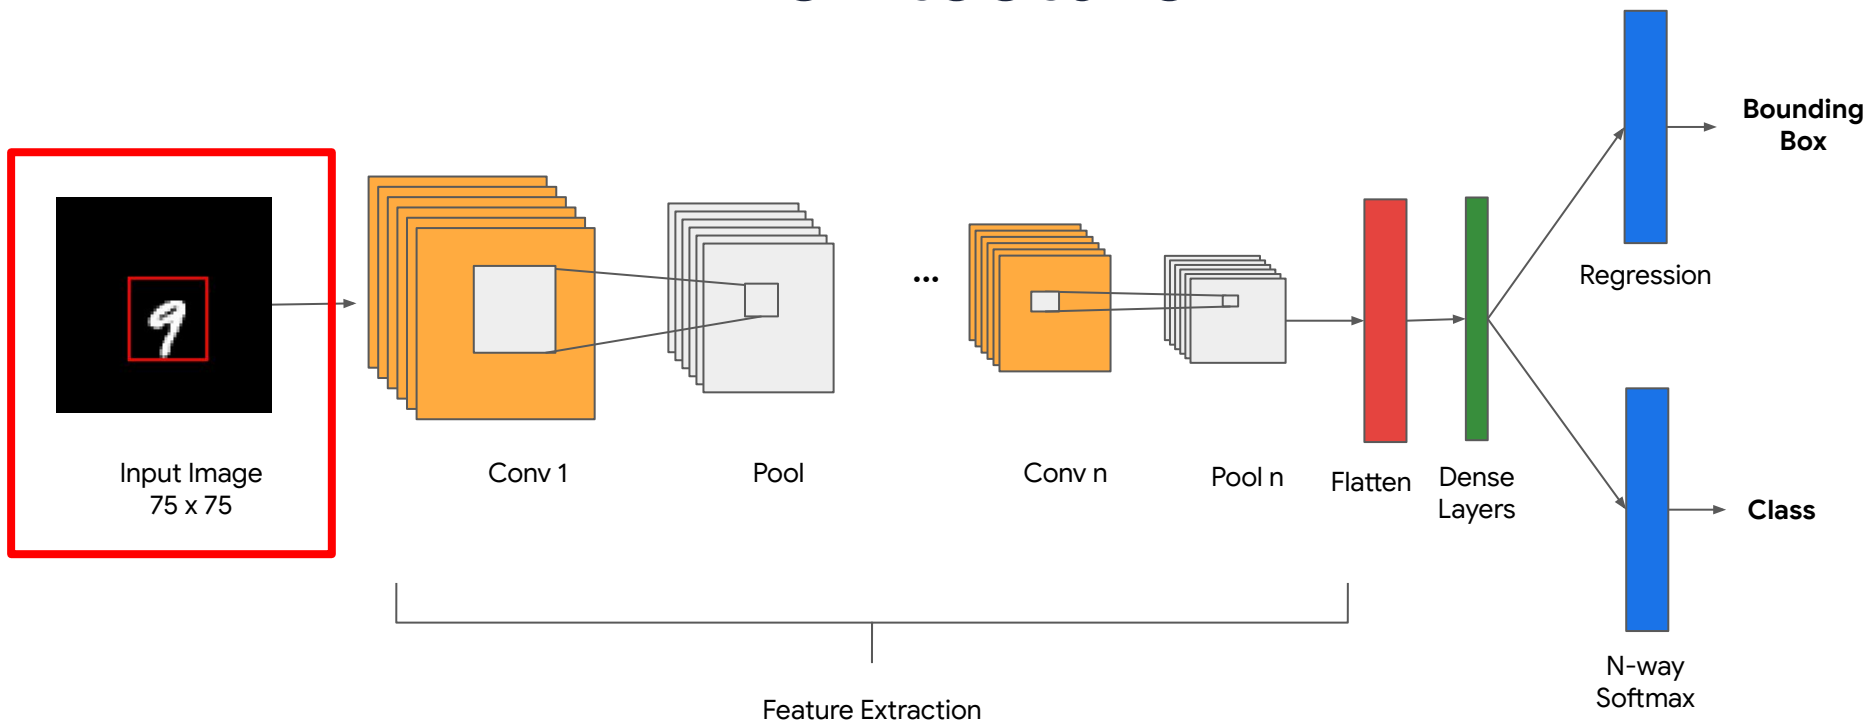 Bounding
Box
Regression
Input Image
75 x 75
Conv 1
Pool
...
Conv n
Pool n
Flatten
Dense
Layers
Class
N-way
Softmax
Feature Extraction
9